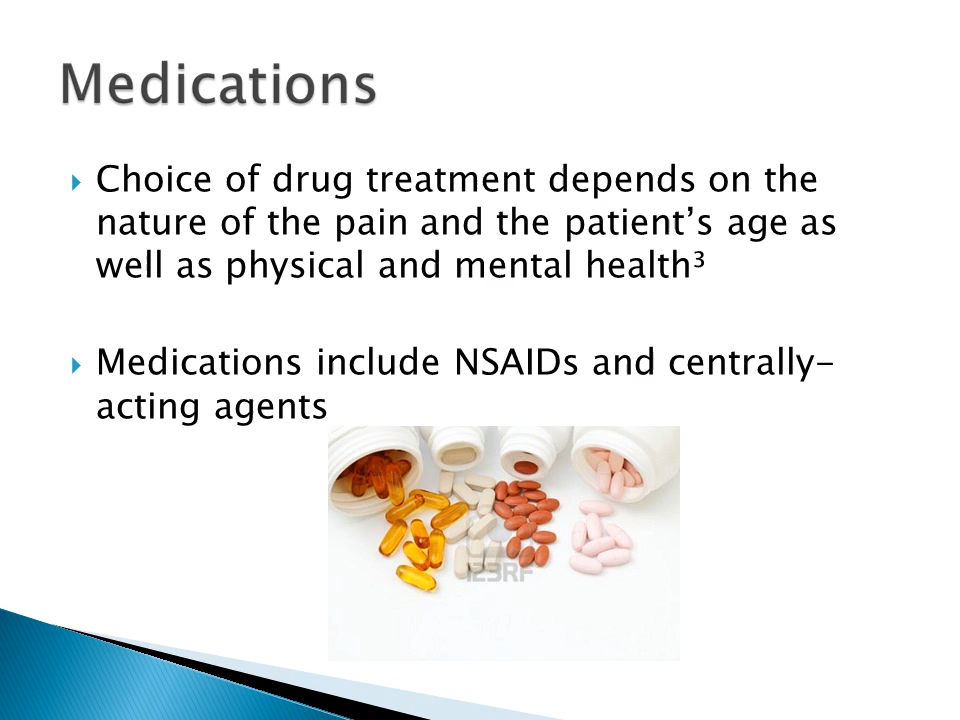 Medications
Choice of drug treatment depends on the
nature of the pain and the patient’s age as
well as physical and mental health³
Medications include NSAIDs and centrally-
acting agents
123RF